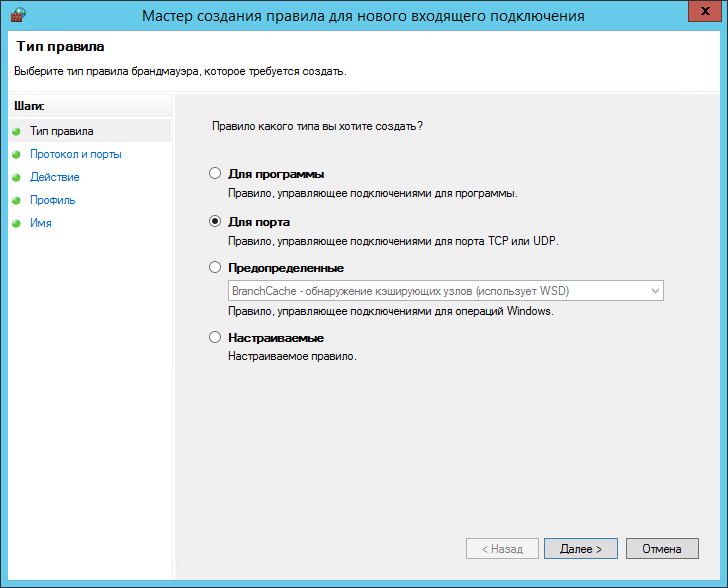 Мастер создания правила для нового входящего подключения
x
Тип правила
Выберите тип правила брандмауэра, которое требуется создать.
Шаги:
Тип правила
Протокол и порты
Действие
Профиль
Имя
Правило какого типа вы хотите создать?
Для программы
Правило, управляющее подключениями для программы.
Для порта
Правило, управляющее подключениями для порта TCP или UDP.
Предопределенные
BranchCache - обнаружение кэширующих узлов (использует WSD)
Правило, управляющее подключениями для операций Windows.
Настраиваемые
Настраиваемое правило.
< Назад
Далее >
Отмена